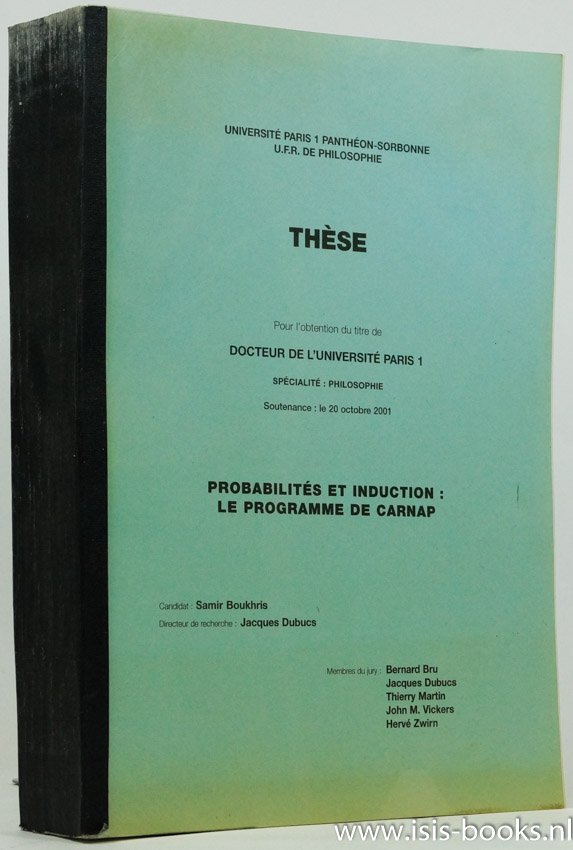 UNIVERSITÉ PARIS 1 PANTHÉON-SORBONNE
U.F.R. DE PHILOSOPHIE
THÈSE
Pour l'obtention du titre de
DOCTEUR DE L'UNIVERSITÉ PARIS 1
SPÉCIALITÉ : PHILOSOPHIE
Soutenance : le 20 octobre 2001
PROBABILITÉS ET INDUCTION :
LE PROGRAMME DE CARNAP
Candidat : Samir Boukhris
Directeur de recherche : Jacques Dubucs
Membres du jury : Bernard Bru
Jacques Dubucs
Thierry Martin
John M. Vickers
Hervé Zwirn
www.isis-books.nl